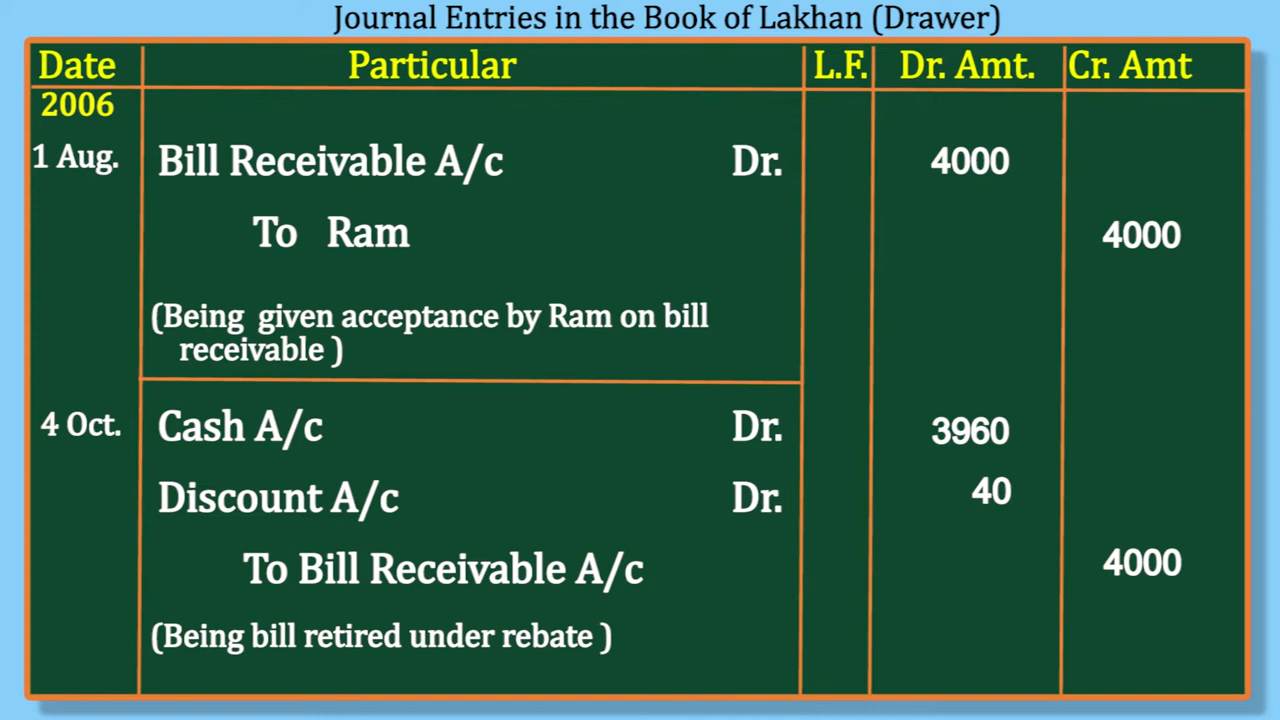 Journal Entries in the Book of Lakhan (Drawer)
Date Particular L.F. Dr. Amt. Cr. Amt
2006
1 Aug. Bill Receivable A/c Dr. 4000
To Ram 4000
(Being given acceptance by Ram on bill
receivable )
4 Oct. Cash A/c Dr. 3960
Discount A/c Dr. 40
To Bill Receivable A/c 4000
(Being bill retired under rebate )